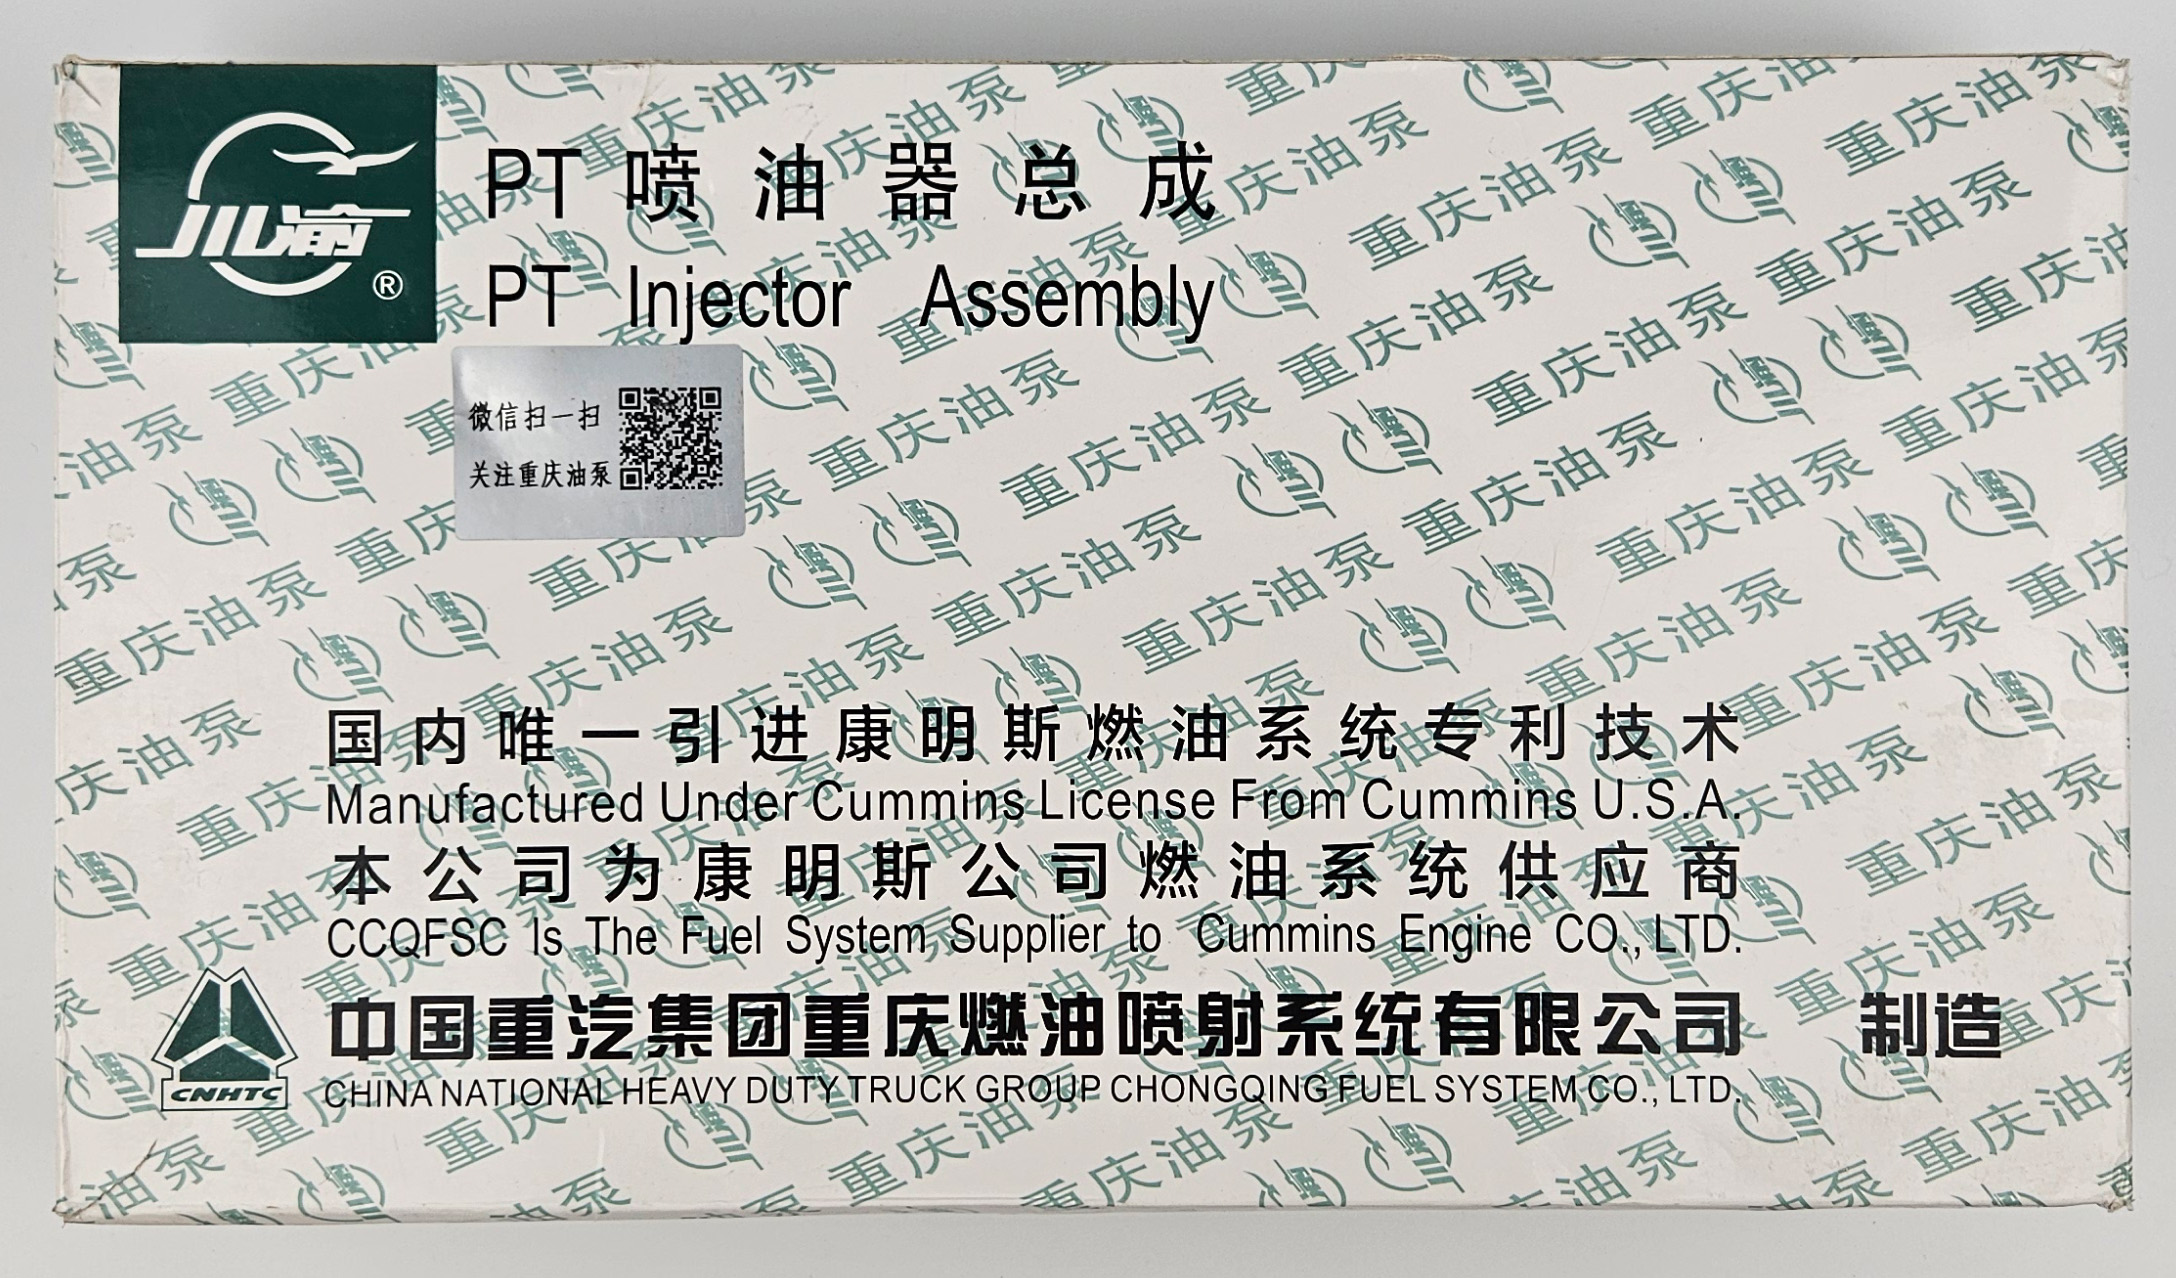 川渝
®
PT 喷油器总成
PT Injector Assembly
微信扫一扫
关注重庆油泵
国内唯一引进康明斯燃油系统专利技术
Manufactured Under Cummins License From Cummins U.S.A.
本公司为康明斯公司燃油系统供应商
CCQFSC Is The Fuel System Supplier to Cummins Engine CO., LTD.
中国重汽集团重庆燃油喷射系统有限公司 制造
CNHTC
CHINA NATIONAL HEAVY DUTY TRUCK GROUP CHONGQING FUEL SYSTEM CO., LTD.
重庆油泵